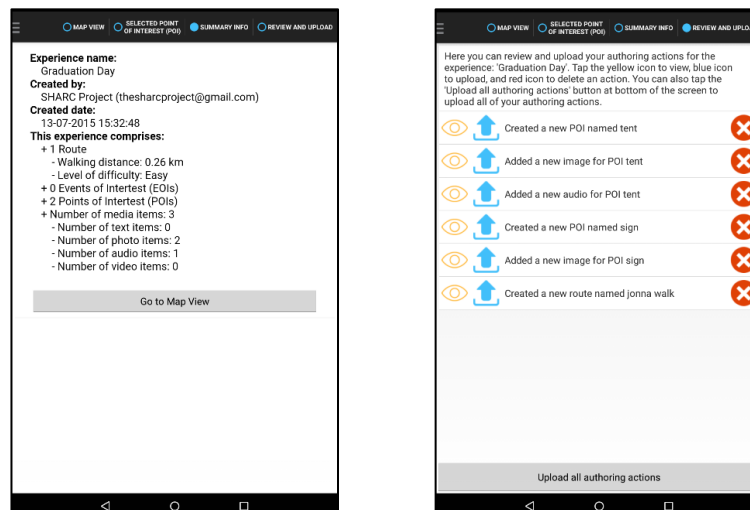 MAP VIEW
SELECTED POINT
OF INTEREST (POI)
SUMMARY INFO
REVIEW AND UPLOAD
Experience name:
Graduation Day
Created by:
SHARC Project (thesharcproject@gmail.com)
Created date:
13-07-2015 15:32:48
This experience comprises:
+ 1 Route
- Walking distance: 0.26 km
- Level of difficulty: Easy
+ 0 Events of Intertest (EOIs)
+ 2 Points of Intertest (POIs)
+ Number of media items: 3
- Number of text items: 0
- Number of photo items: 2
- Number of audio items: 1
- Number of video items: 0
Go to Map View
MAP VIEW
SELECTED POINT
OF INTEREST (POI)
SUMMARY INFO
REVIEW AND UPLOA
Here you can review and upload your authoring actions for the
experience: 'Graduation Day'. Tap the yellow icon to view, blue icon
to upload, and red icon to delete an action. You can also tap the
'Upload all authoring actions' button at bottom of the screen to
upload all of your authoring actions.
Created a new POI named tent
Added a new image for POI tent
Added a new audio for POI tent
Created a new POI named sign
Added a new image for POI sign
Created a new route named jonna walk
Upload all authoring actions